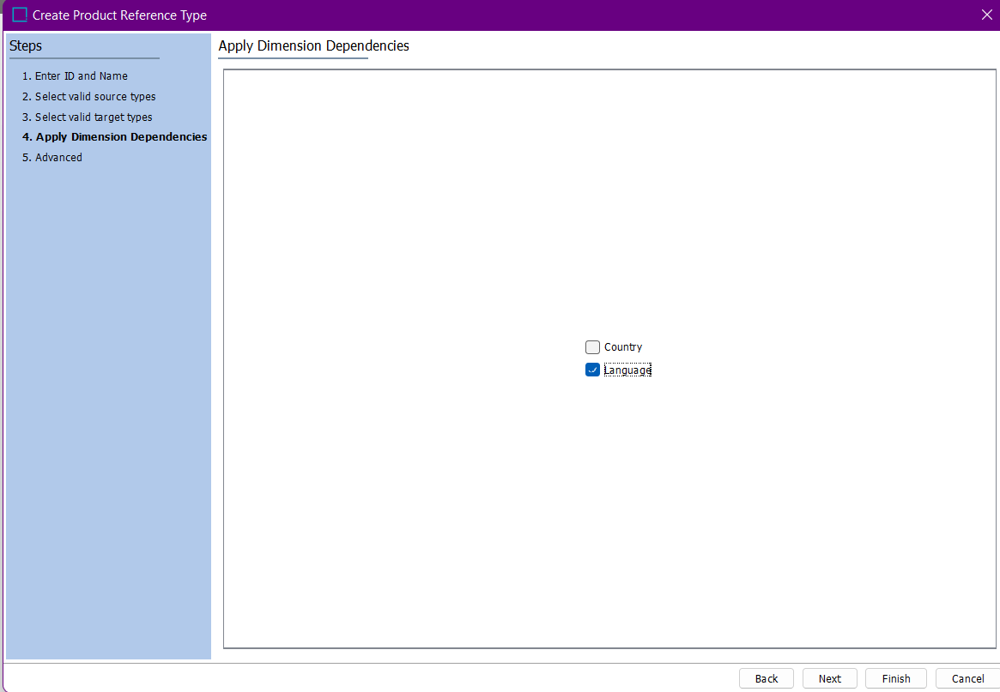 Create Product Reference Type
Steps
1. Enter ID and Name
2. Select valid source types
3. Select valid target types
4. Apply Dimension Dependencies
5. Advanced
Apply Dimension Dependencies
Country
Language
Back
Next
Finish
Cancel